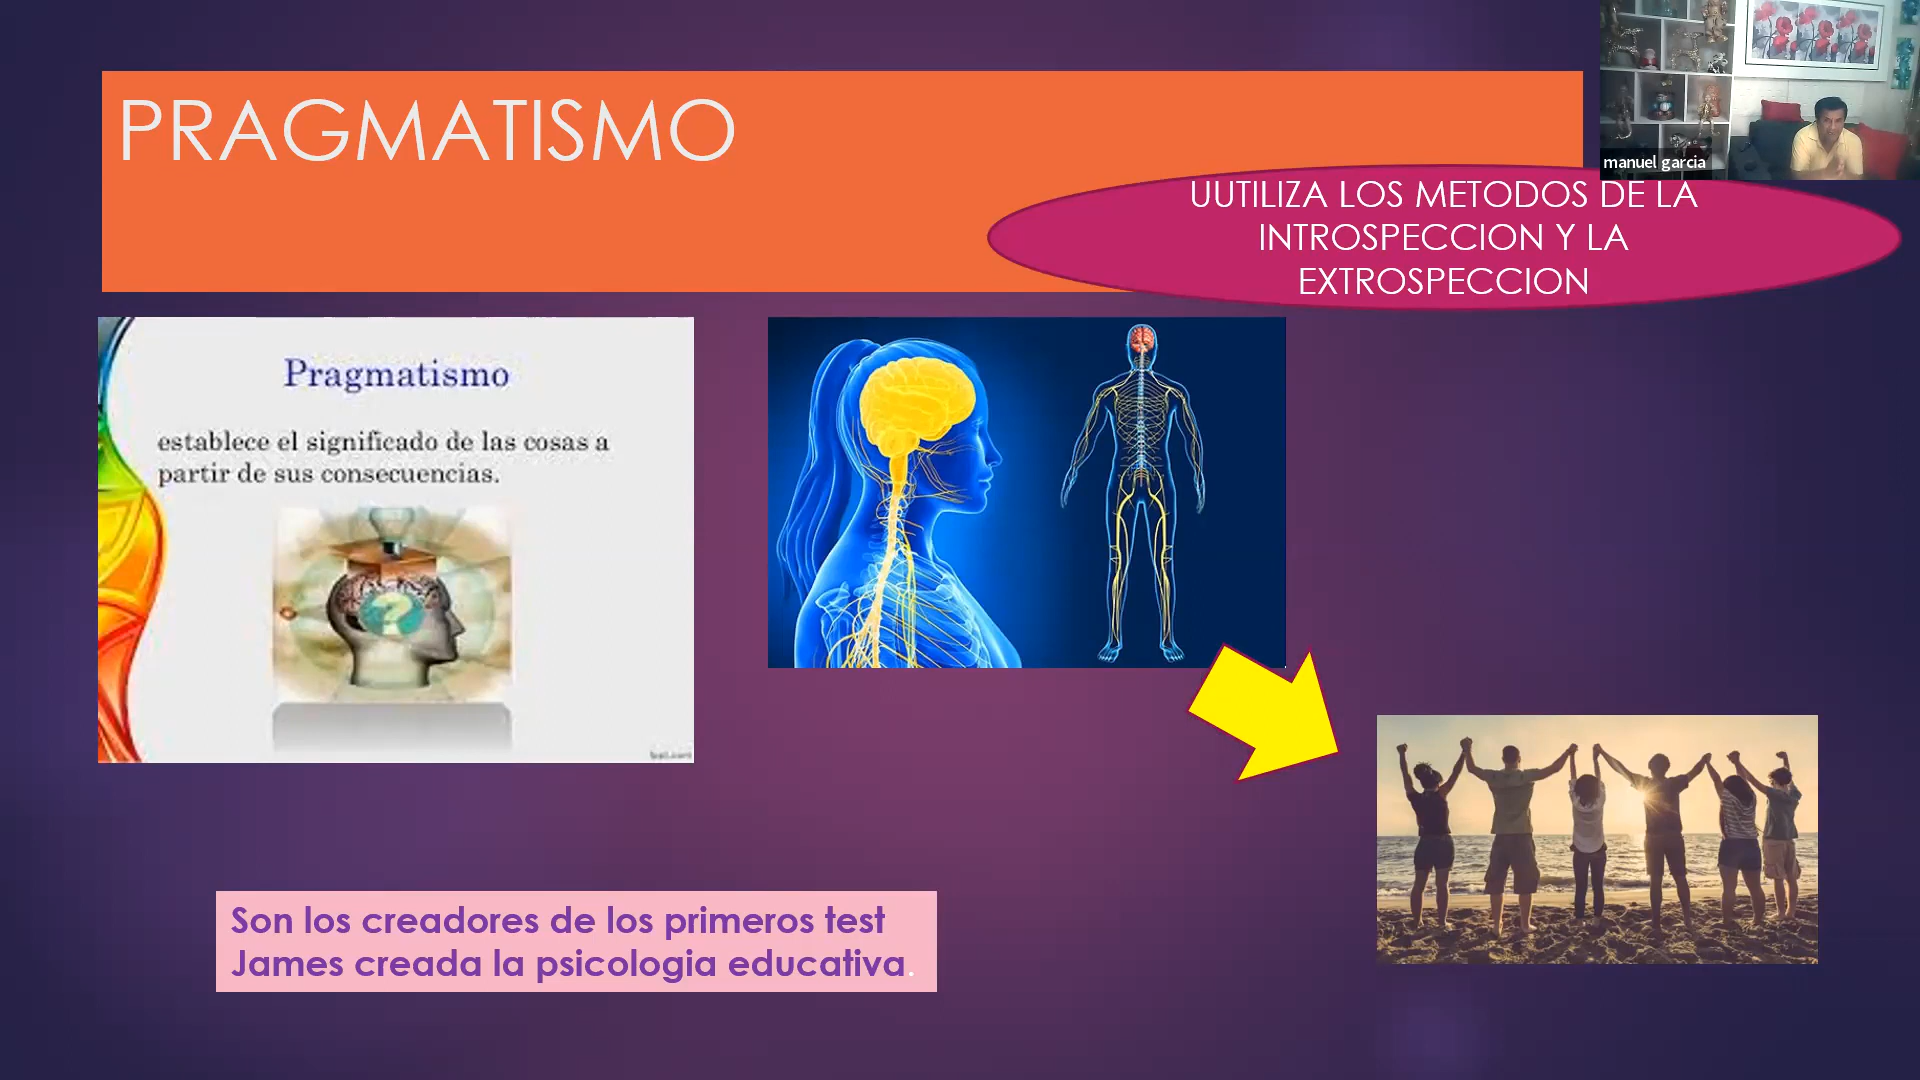 PRAGMATISMO
manuel garcia
UUTILIZA LOS METODOS DE LA
INTROSPECCION Y LA
EXTROSPECCION
Pragmatismo
establece el significado de las cosas a
partir de sus consecuencias.
?
Son los creadores de los primeros test
James creada la psicologia educativa.